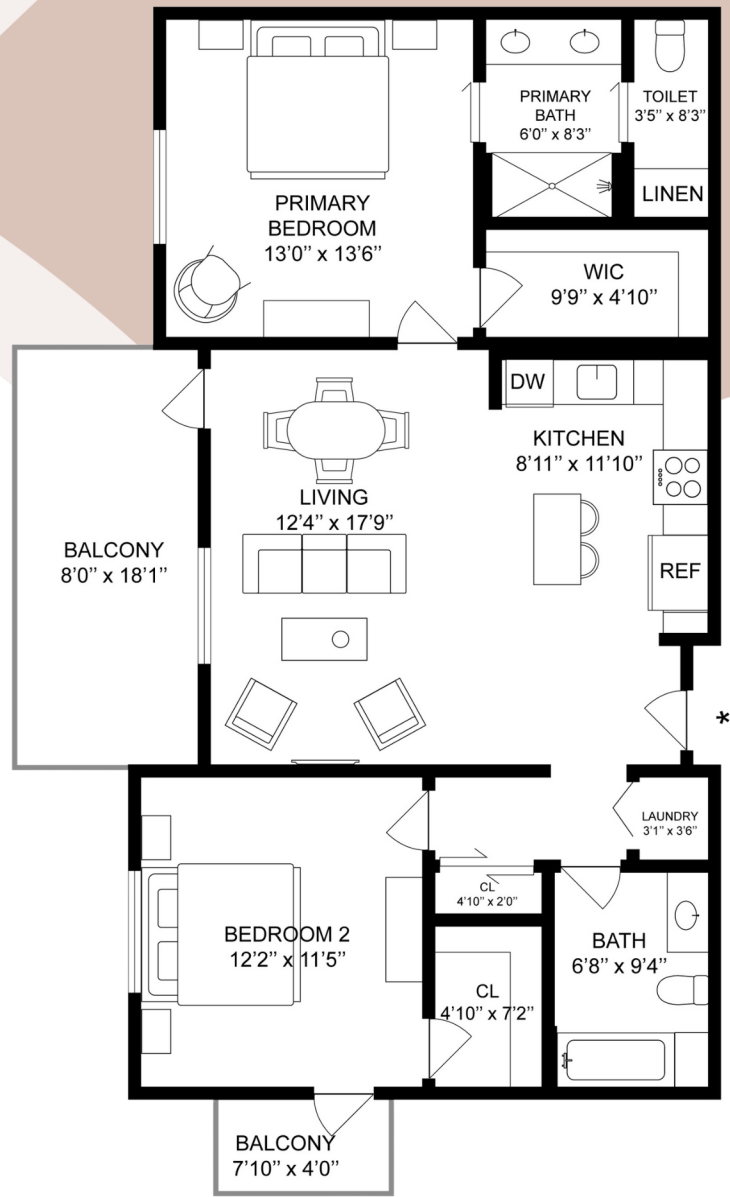 PRIMARY
BATH
6’0’’ x 8’3’’
TOILET
3’5’’ x 8’3’’
LINEN
PRIMARY
BEDROOM
13’0’’ x 13’6’’
WIC
9’9’’ x 4’10’’
DW
KITCHEN
8’11’’ x 11’10’’
LIVING
12’4’’ x 17’9’’
BALCONY
8’0’’ x 18’1’’
REF
*
LAUNDRY
3’1’’ x 3’6’’
CL
4’10’’ x 2’0’’
BEDROOM 2
12’2’’ x 11’5’’
BATH
6’8’’ x 9’4’’
CL
4’10’’ x 7’2’’
BALCONY
7’10’’ x 4’0’’